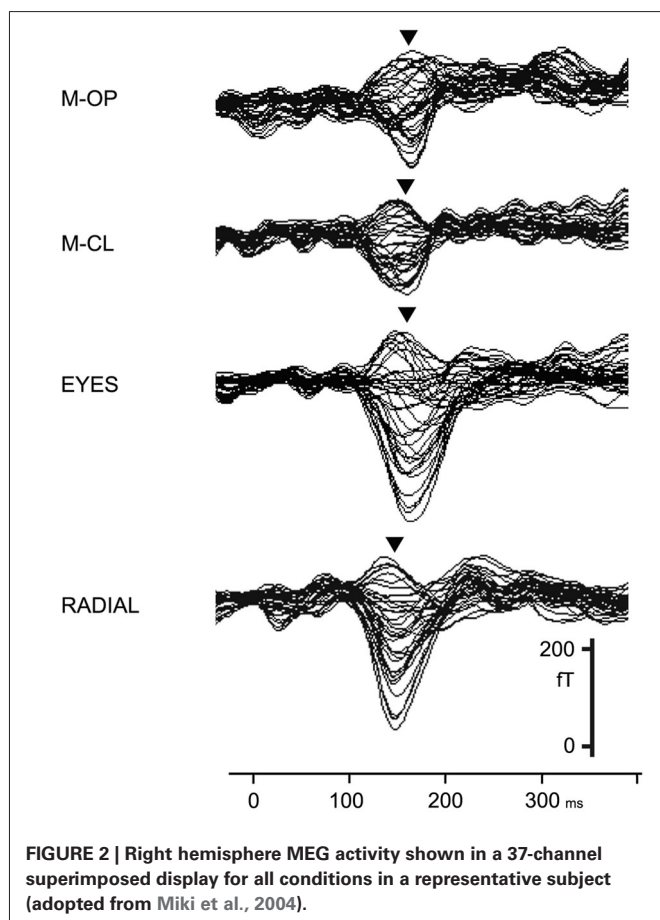 M-OP
M-CL
EYES
RADIAL
200
fT
0
0 100 200 300 ms
FIGURE 2 | Right hemisphere MEG activity shown in a 37-channel
superimposed display for all conditions in a representative subject
(adopted from Miki et al., 2004).